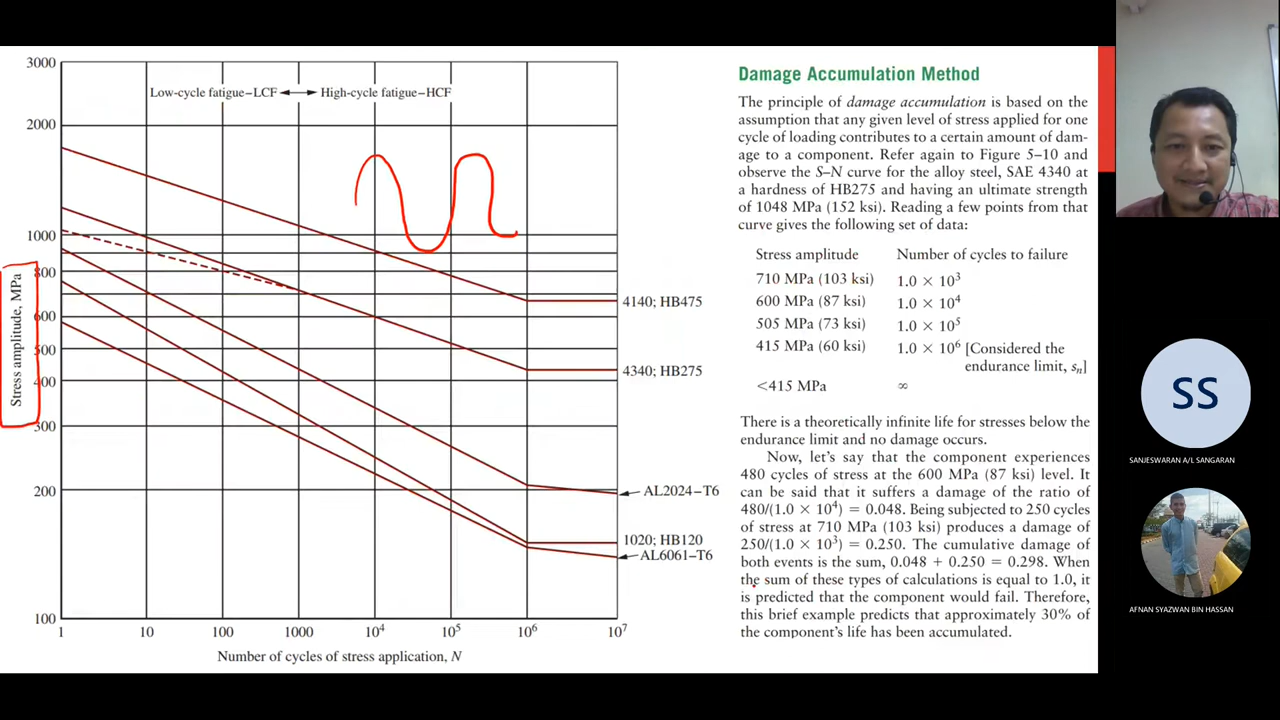 3000
Low-cycle fatigue–LCF
High-cycle fatigue–HCF
2000
1000
800
600
500
400
300
200
100
Stress amplitude, MPa
4140; HB475
4340; HB275
AL2024–T6
1020; HB120
AL6061–T6
1
10
100
1000
10⁴
10⁵
10⁶
10⁷
Number of cycles of stress application, N
Damage Accumulation Method
The principle of damage accumulation is based on the
assumption that any given level of stress applied for one
cycle of loading contributes to a certain amount of dam-
age to a component. Refer again to Figure 5–10 and
observe the S–N curve for the alloy steel, SAE 4340 at
a hardness of HB275 and having an ultimate strength
of 1048 MPa (152 ksi). Reading a few points from that
curve gives the following set of data:
Stress amplitude Number of cycles to failure
710 MPa (103 ksi) 1.0 × 10³
600 MPa (87 ksi) 1.0 × 10⁴
505 MPa (73 ksi) 1.0 × 10⁵
415 MPa (60 ksi) 1.0 × 10⁶ [Considered the
endurance limit, sₙ]
<415 MPa ∞
There is a theoretically infinite life for stresses below the
endurance limit and no damage occurs.
Now, let's say that the component experiences
480 cycles of stress at the 600 MPa (87 ksi) level. It
can be said that it suffers a damage of the ratio of
480/(1.0 × 10⁴) = 0.048. Being subjected to 250 cycles
of stress at 710 MPa (103 ksi) produces a damage of
250/(1.0 × 10³) = 0.250. The cumulative damage of
both events is the sum, 0.048 + 0.250 = 0.298. When
the sum of these types of calculations is equal to 1.0, it
is predicted that the component would fail. Therefore,
this brief example predicts that approximately 30% of
the component's life has been accumulated.
SS
SANJESWARAN A/L SANGARAN
AFNAN SYAZWAN BIN HASSAN